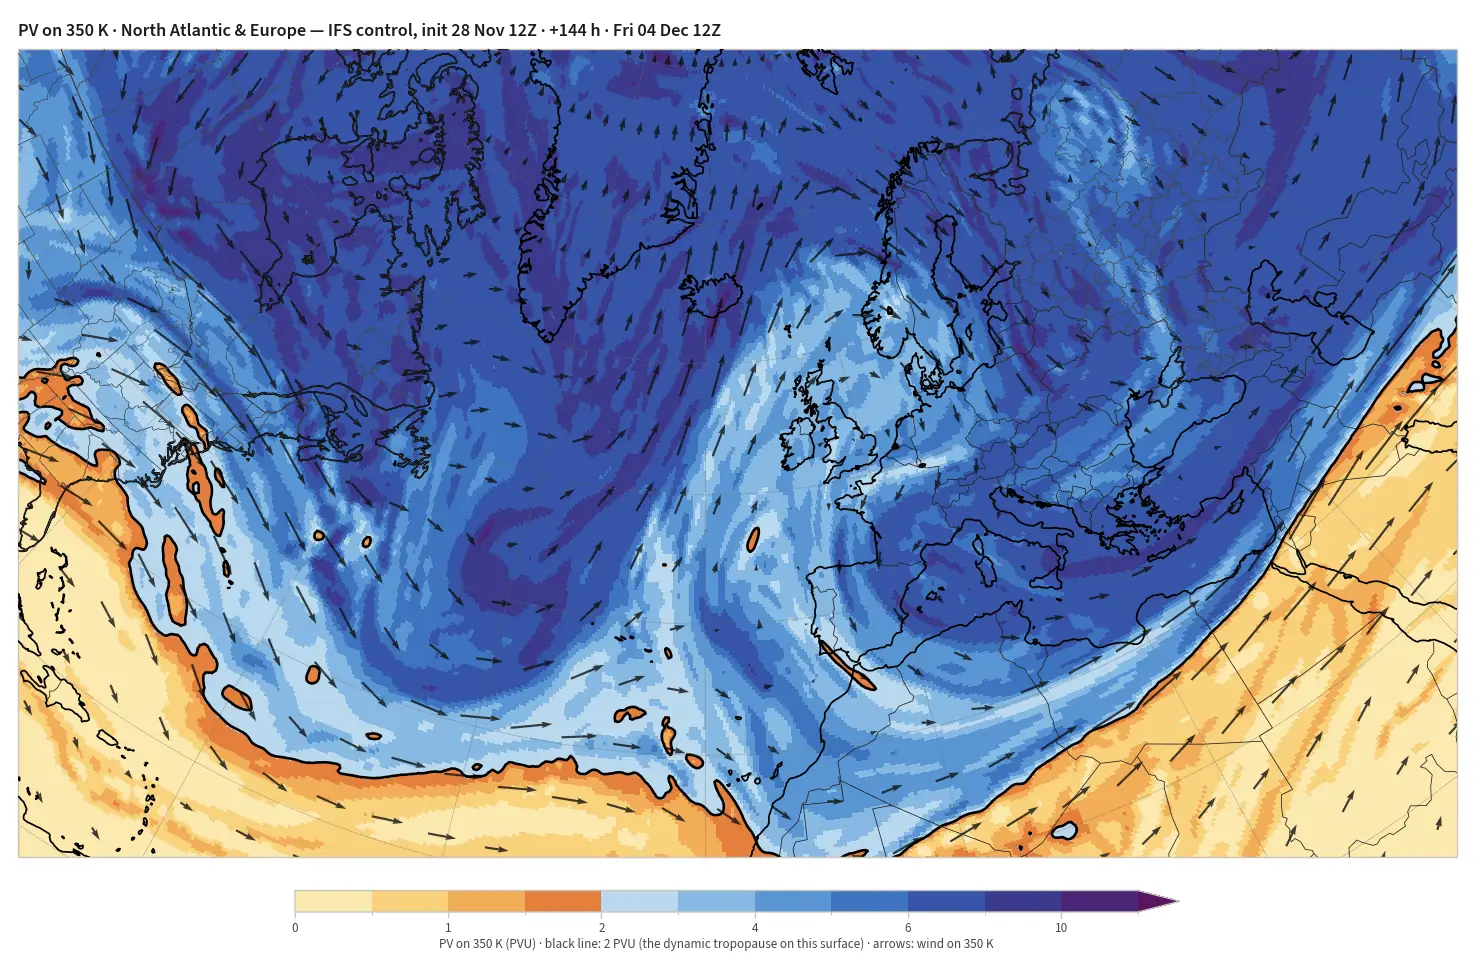 PV on 350 K · North Atlantic & Europe — IFS control, init 28 Nov 12Z · +144 h · Fri 04 Dec 12Z
0 1 2 4 6 10
PV on 350 K (PVU) · black line: 2 PVU (the dynamic tropopause on this surface) · arrows: wind on 350 K